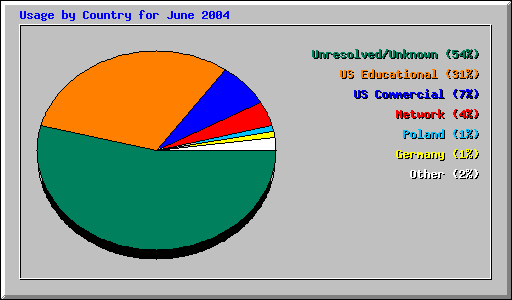 Usage by Country for June 2004
Unresolved/Unknown (54%)
US Educational (31%)
US Commercial (7%)
Network (4%)
Poland (1%)
Germany (1%)
Other (2%)